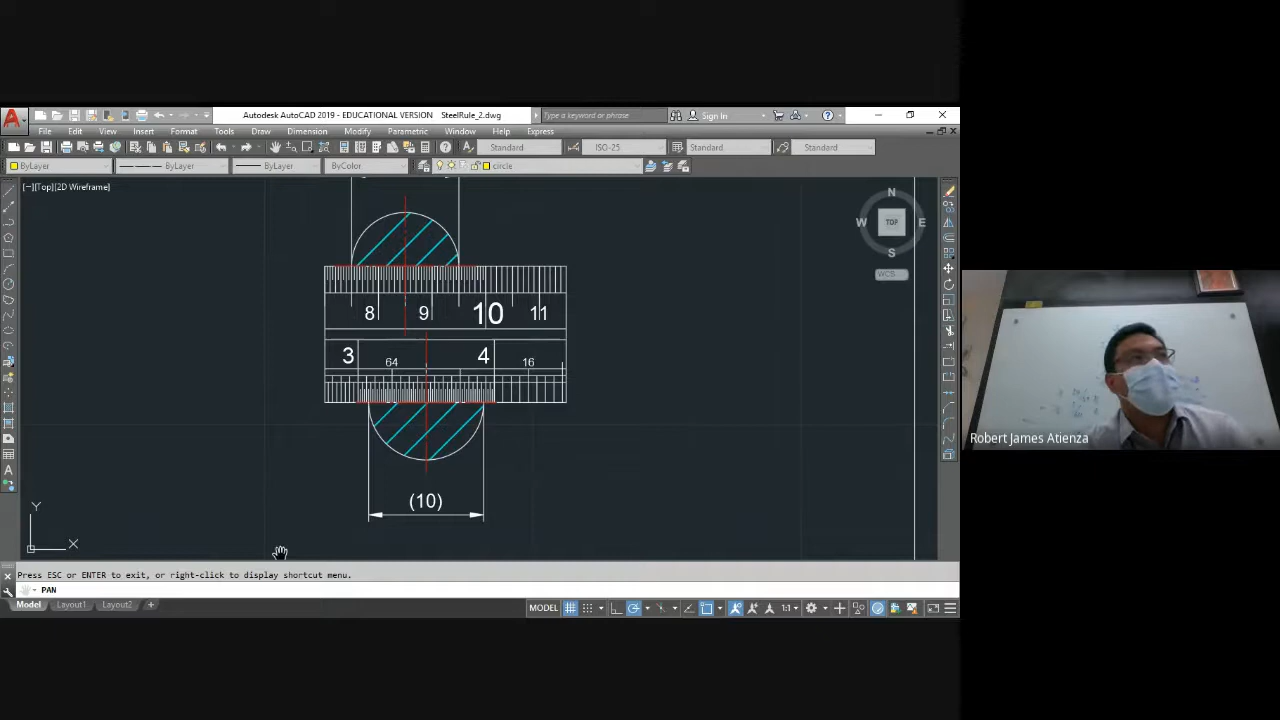 Autodesk AutoCAD 2019 - EDUCATIONAL VERSION SteelRule_2.dwg
Type a keyword or phrase
Sign In
File Edit View Insert Format Tools Draw Dimension Modify Parametric Window Help Express
Standard ISO-25 Standard Standard
ByLayer ByLayer ByLayer ByColor circle
[−][Top][2D Wireframe]
N
W TOP E
S
WCS
8 9 10 11
3 64 4 16
(10)
Robert James Atienza
Y
X
Press ESC or ENTER to exit, or right-click to display shortcut menu.
PAN
Model Layout1 Layout2 +
MODEL 1:1